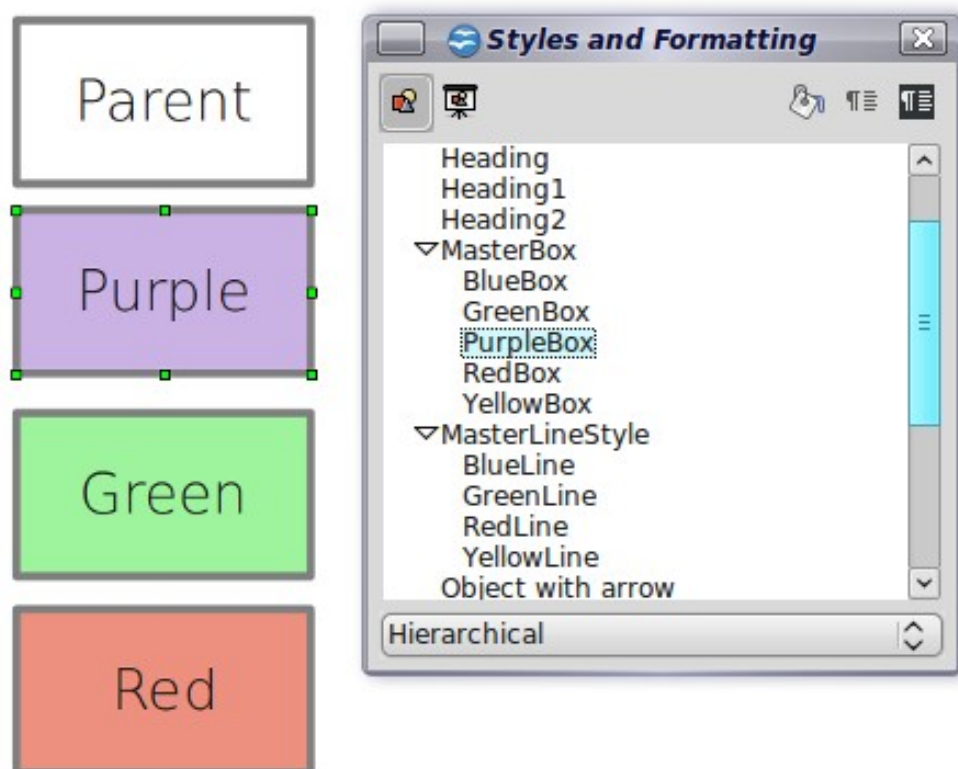 Parent
Purple
Green
Red
Styles and Formatting
Heading
Heading1
Heading2
MasterBox
BlueBox
GreenBox
PurpleBox
RedBox
YellowBox
MasterLineStyle
BlueLine
GreenLine
RedLine
YellowLine
Object with arrow
Hierarchical